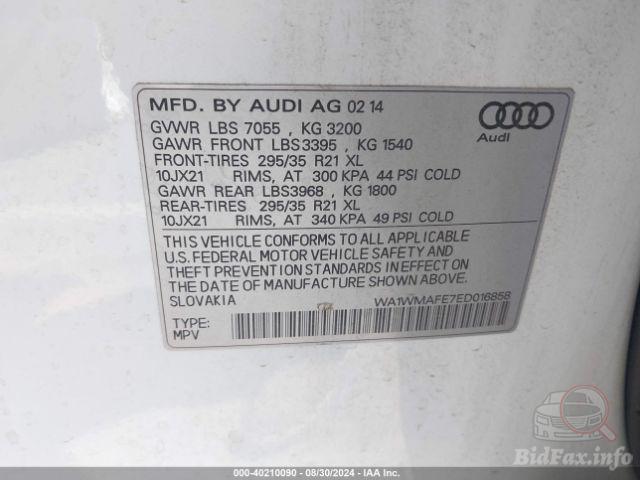 MFD. BY AUDI AG 02 14
GVWR LBS 7055 , KG 3200
GAWR FRONT LBS3395 , KG 1540
FRONT-TIRES 295/35 R21 XL
10JX21 RIMS, AT 300 KPA 44 PSI COLD
GAWR REAR LBS3968 , KG 1800
REAR-TIRES 295/35 R21 XL
10JX21 RIMS, AT 340 KPA 49 PSI COLD
Audi
THIS VEHICLE CONFORMS TO ALL APPLICABLE
U.S. FEDERAL MOTOR VEHICLE SAFETY AND
THEFT PREVENTION STANDARDS IN EFFECT ON
THE DATE OF MANUFACTURE SHOWN ABOVE.
SLOVAKIA
WA1WMAFE7ED016858
TYPE:
MPV
BidFax.info
000-40210090 - 08/30/2024 - IAA Inc.